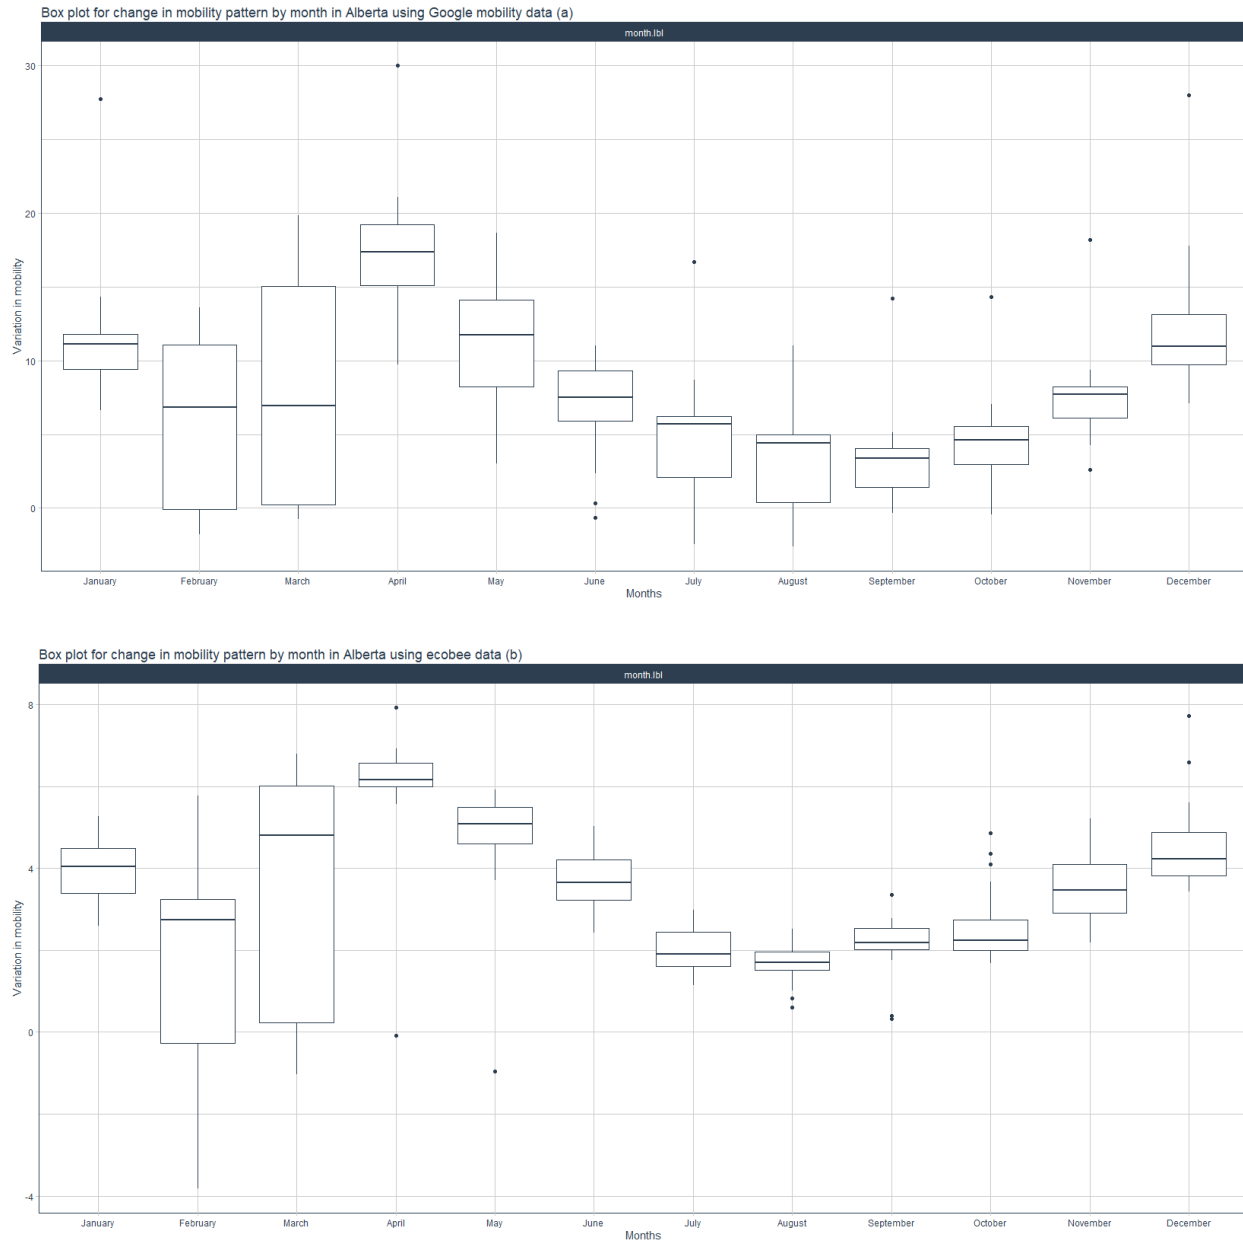 Box plot for change in mobility pattern by month in Alberta using Google mobility data (a)
month.lbl
30
20
10
0
Variation in mobility
January February March April May June July August September October November December
Months
Box plot for change in mobility pattern by month in Alberta using ecobee data (b)
month.lbl
8
4
0
-4
Variation in mobility
January February March April May June July August September October November December
Months